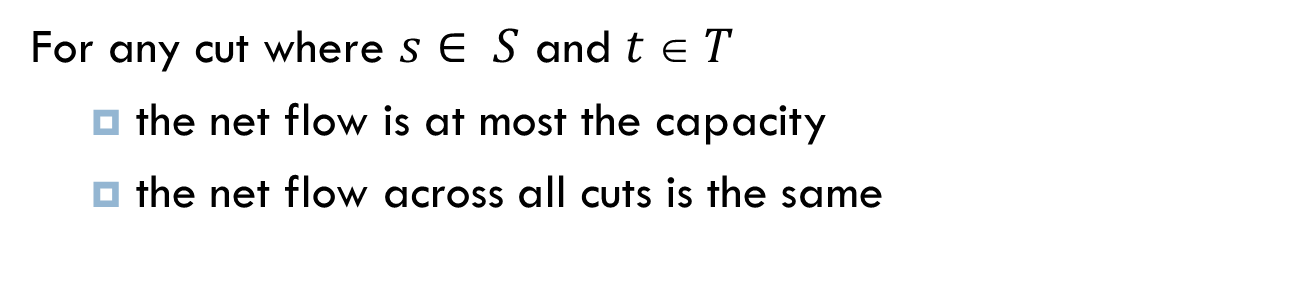 For any cut where s ∈ S and t ∈ T
the net flow is at most the capacity
the net flow across all cuts is the same